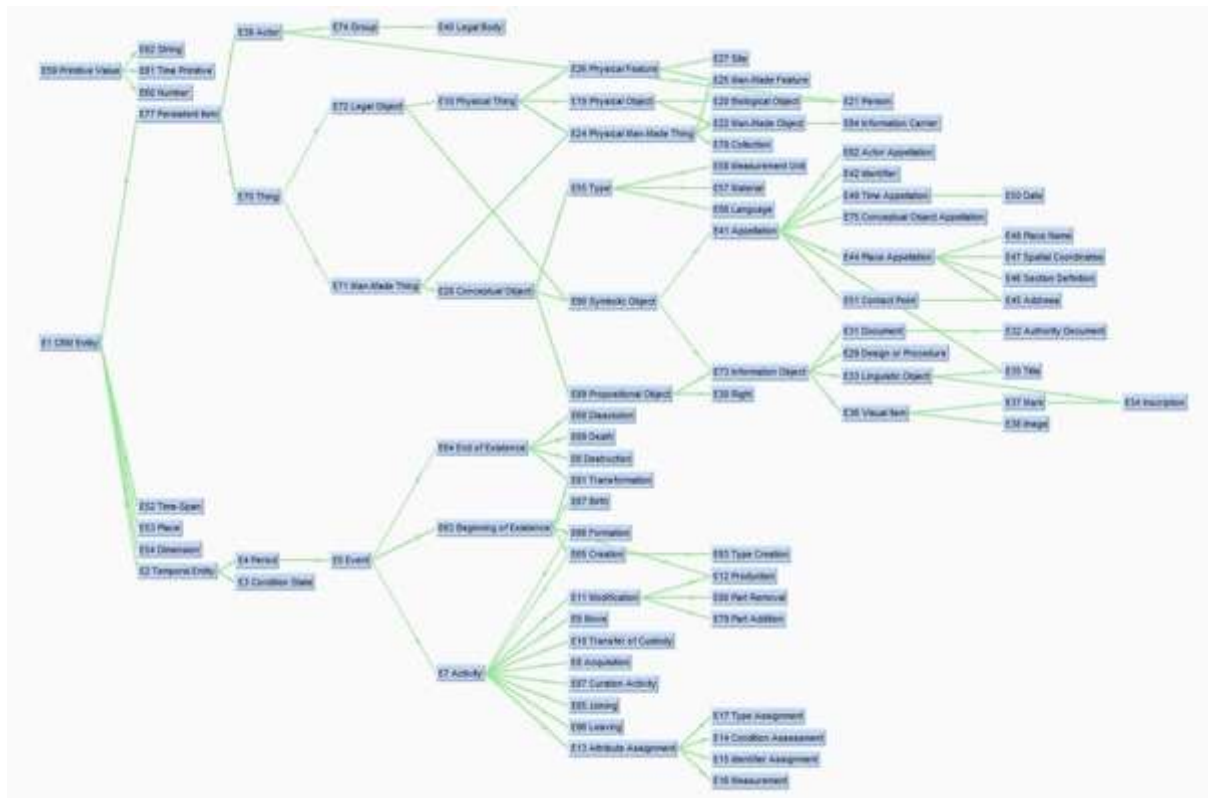 E59 Primitive Value
E1 CRM Entity
E62 String
E61 Time Primitive
E60 Number
E77 Persistent Item
E52 Time-Span
E53 Place
E54 Dimension
E2 Temporal Entity
E39 Actor
E70 Thing
E4 Period
E3 Condition State
E74 Group
E72 Legal Object
E71 Man-Made Thing
E5 Event
E40 Legal Body
E18 Physical Thing
E28 Conceptual Object
E64 End of Existence
E63 Beginning of Existence
E7 Activity
E26 Physical Feature
E19 Physical Object
E24 Physical Man-Made Thing
E55 Type
E90 Symbolic Object
E89 Propositional Object
E68 Dissolution
E69 Death
E6 Destruction
E81 Transformation
E67 Birth
E66 Formation
E65 Creation
E11 Modification
E9 Move
E10 Transfer of Custody
E8 Acquisition
E87 Curation Activity
E85 Joining
E86 Leaving
E13 Attribute Assignment
E27 Site
E25 Man-Made Feature
E20 Biological Object
E22 Man-Made Object
E78 Collection
E58 Measurement Unit
E57 Material
E56 Language
E41 Appellation
E73 Information Object
E30 Right
E83 Type Creation
E12 Production
E80 Part Removal
E79 Part Addition
E17 Type Assignment
E14 Condition Assessment
E15 Identifier Assignment
E16 Measurement
E21 Person
E84 Information Carrier
E82 Actor Appellation
E42 Identifier
E49 Time Appellation
E75 Conceptual Object Appellation
E44 Place Appellation
E51 Contact Point
E31 Document
E29 Design or Procedure
E33 Linguistic Object
E36 Visual Item
E50 Date
E48 Place Name
E47 Spatial Coordinates
E46 Section Definition
E45 Address
E32 Authority Document
E35 Title
E37 Mark
E38 Image
E34 Inscription